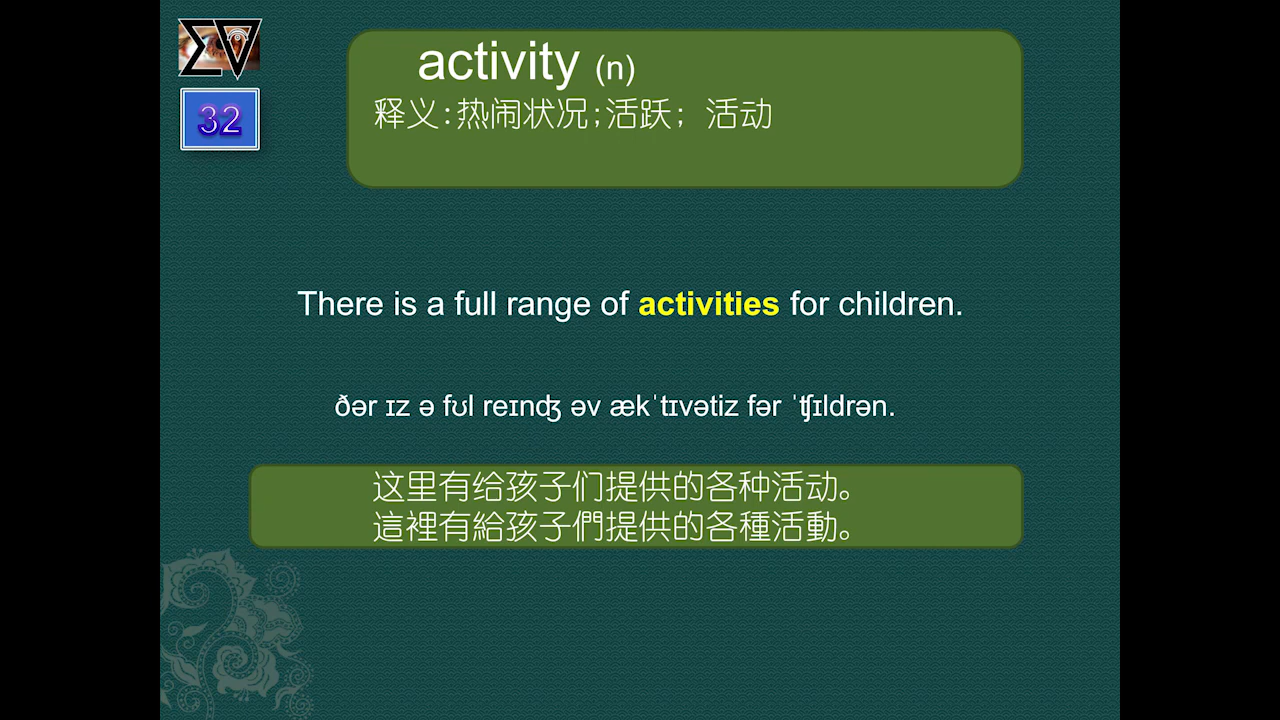 32
activity (n)
释义:热闹状况;活跃; 活动
There is a full range of activities for children.
ðər ɪz ə fʊl reɪnʤ əv ækˈtɪvətiz fər ˈʧɪldrən.
这里有给孩子们提供的各种活动。
這裡有給孩子們提供的各種活動。